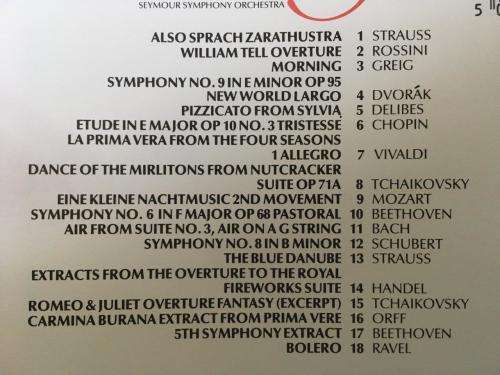 SEYMOUR SYMPHONY ORCHESTRA
5
ALSO SPRACH ZARATHUSTRA 1 STRAUSS
WILLIAM TELL OVERTURE 2 ROSSINI
MORNING 3 GREIG
SYMPHONY NO. 9 IN E MINOR OP 95
NEW WORLD LARGO 4 DVOŘÁK
PIZZICATO FROM SYLVIA 5 DELIBES
ETUDE IN E MAJOR OP 10 NO. 3 TRISTESSE 6 CHOPIN
LA PRIMA VERA FROM THE FOUR SEASONS
1 ALLEGRO 7 VIVALDI
DANCE OF THE MIRLITONS FROM NUTCRACKER
SUITE OP 71A 8 TCHAIKOVSKY
EINE KLEINE NACHTMUSIC 2ND MOVEMENT 9 MOZART
SYMPHONY NO. 6 IN F MAJOR OP 68 PASTORAL 10 BEETHOVEN
AIR FROM SUITE NO. 3, AIR ON A G STRING 11 BACH
SYMPHONY NO. 8 IN B MINOR 12 SCHUBERT
THE BLUE DANUBE 13 STRAUSS
EXTRACTS FROM THE OVERTURE TO THE ROYAL
FIREWORKS SUITE 14 HANDEL
ROMEO & JULIET OVERTURE FANTASY (EXCERPT) 15 TCHAIKOVSKY
CARMINA BURANA EXTRACT FROM PRIMA VERE 16 ORFF
5TH SYMPHONY EXTRACT 17 BEETHOVEN
BOLERO 18 RAVEL